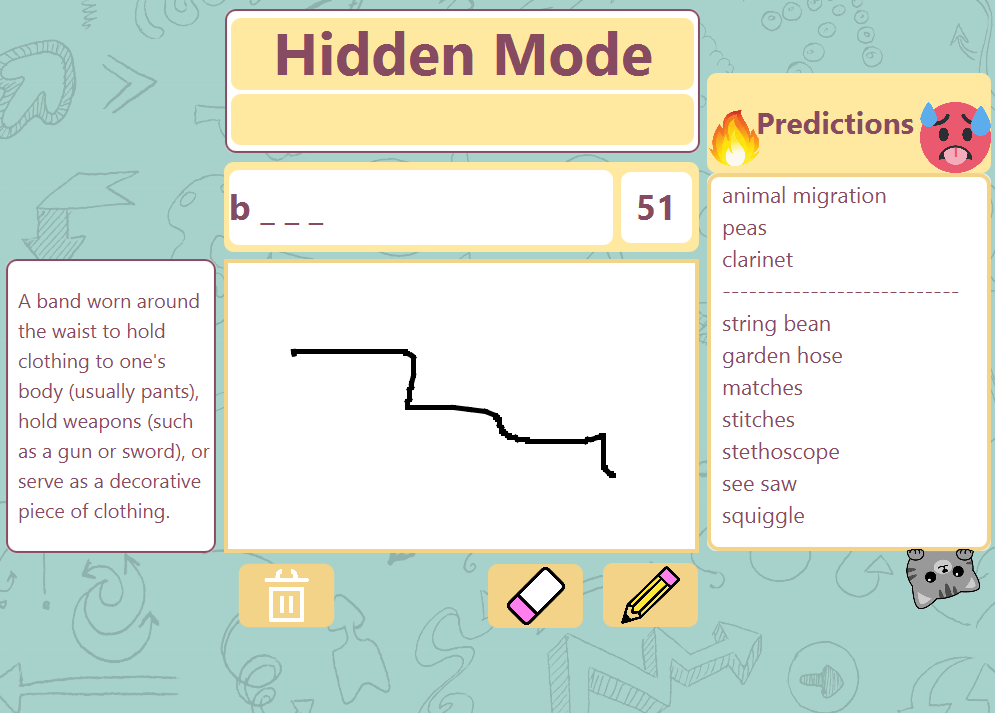 Hidden Mode
b _ _ _
51
A band worn around
the waist to hold
clothing to one's
body (usually pants),
hold weapons (such
as a gun or sword), or
serve as a decorative
piece of clothing.
Predictions
animal migration
peas
clarinet
---------------------------
string bean
garden hose
matches
stitches
stethoscope
see saw
squiggle